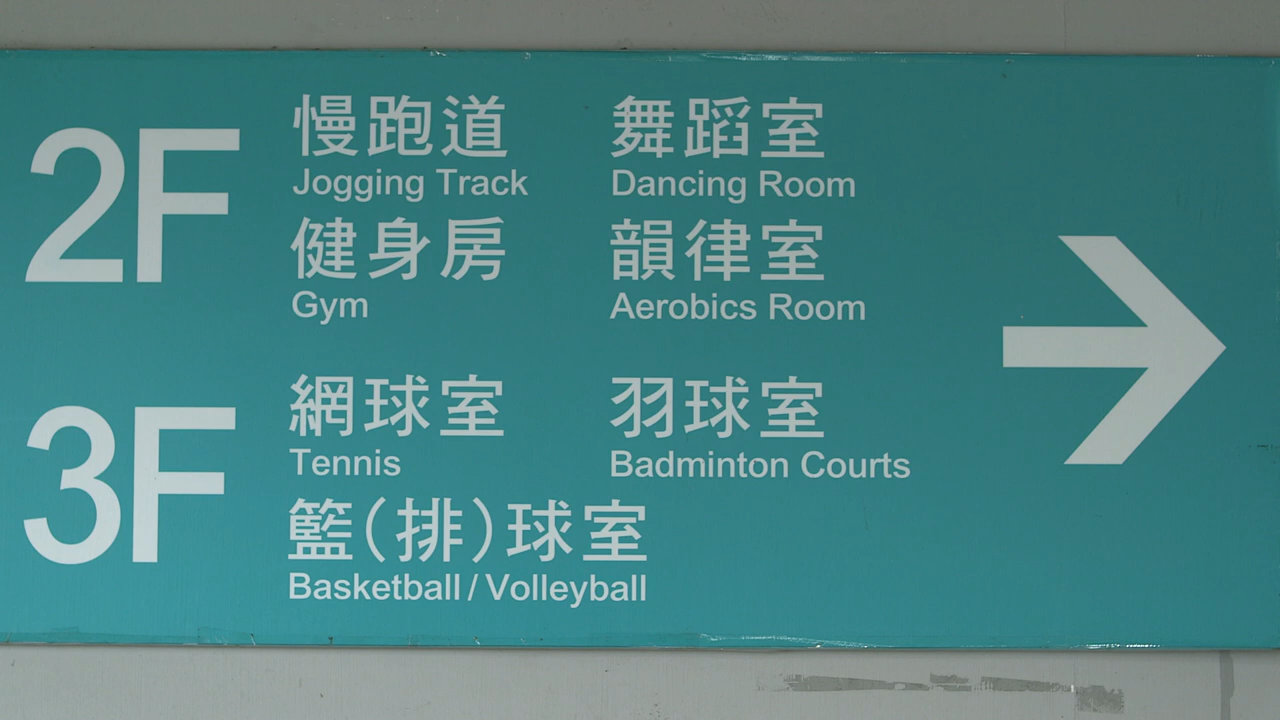 2F
慢跑道 舞蹈室
Jogging Track Dancing Room
健身房 韻律室
Gym Aerobics Room
3F
網球室 羽球室
Tennis Badminton Courts
籃(排)球室
Basketball / Volleyball